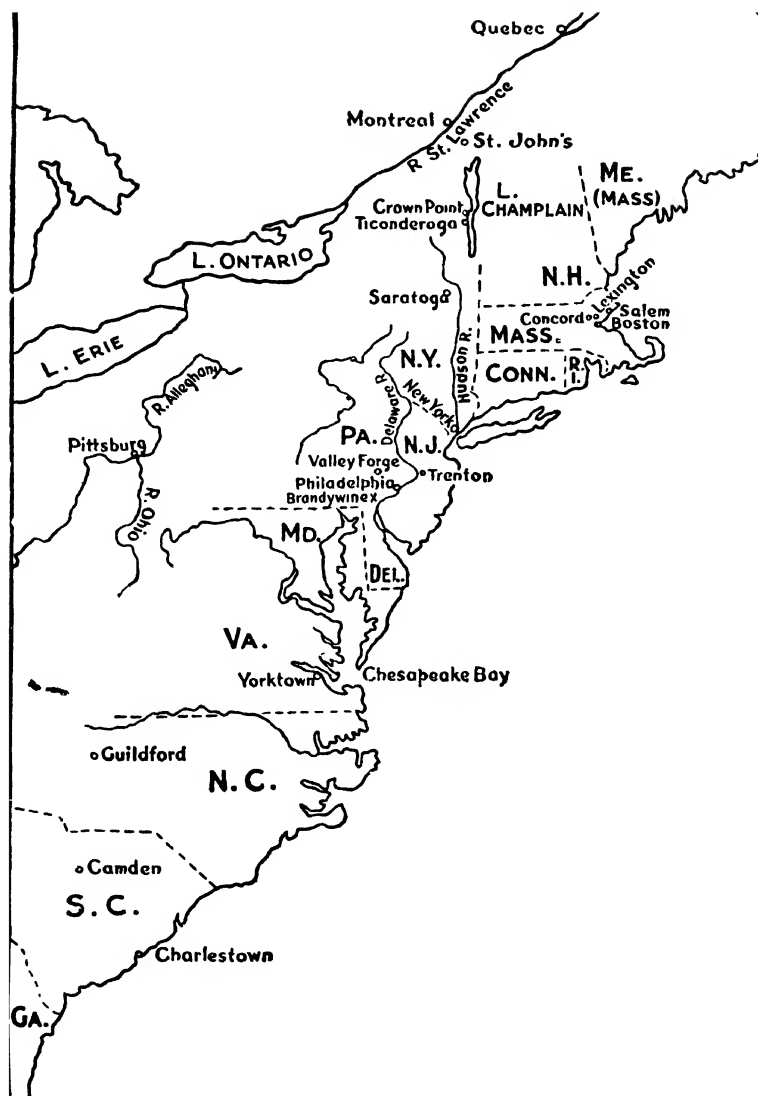 Quebec
Montreal
R St. Lawrence
St. John's
ME.
(MASS)
L.
CHAMPLAIN
Crown Point
Ticonderoga
L. ONTARIO
N.H.
Saratoga
Lexington
Concord
Salem
Boston
MASS.
L. ERIE
N.Y.
Hudson R.
CONN.
R.
I.
R. Alleghany
Delaware R.
New York
PA.
N.J.
Pittsburg
Valley Forge
Trenton
Philadelphia
Brandywine x
R. Ohio
MD.
DEL.
VA.
Yorktown
Chesapeake Bay
Guildford
N.C.
Camden
S.C.
Charlestown
GA.